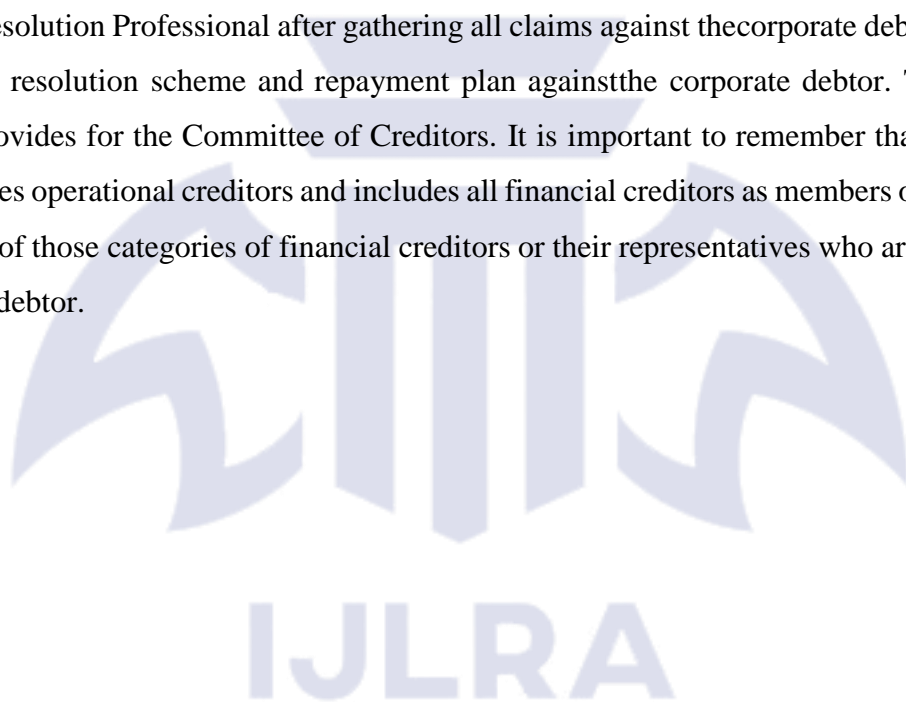 esolution Professional after gathering all claims against thecorporate deb
resolution scheme and repayment plan againstthe corporate debtor.
ovides for the Committee of Creditors. It is important to remember tha
es operational creditors and includes all financial creditors as members o
of those categories of financial creditors or their representatives who ar
debtor.
IJLRA